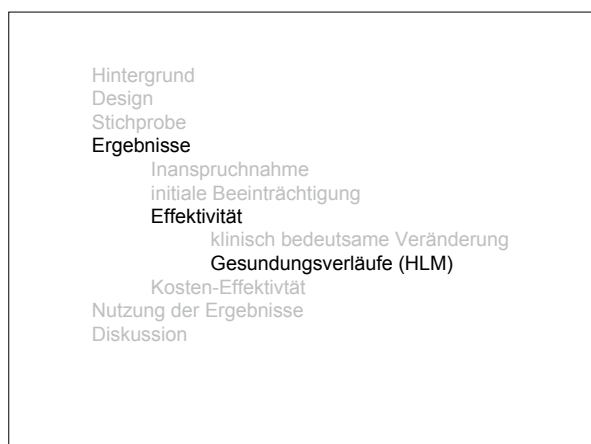 Hintergrund
Design
Stichprobe
Ergebnisse
Inanspruchnahme
initiale Beeinträchtigung
Effektivität
klinisch bedeutsame Veränderung
Gesundungsverläufe (HLM)
Kosten-Effektivtät
Nutzung der Ergebnisse
Diskussion